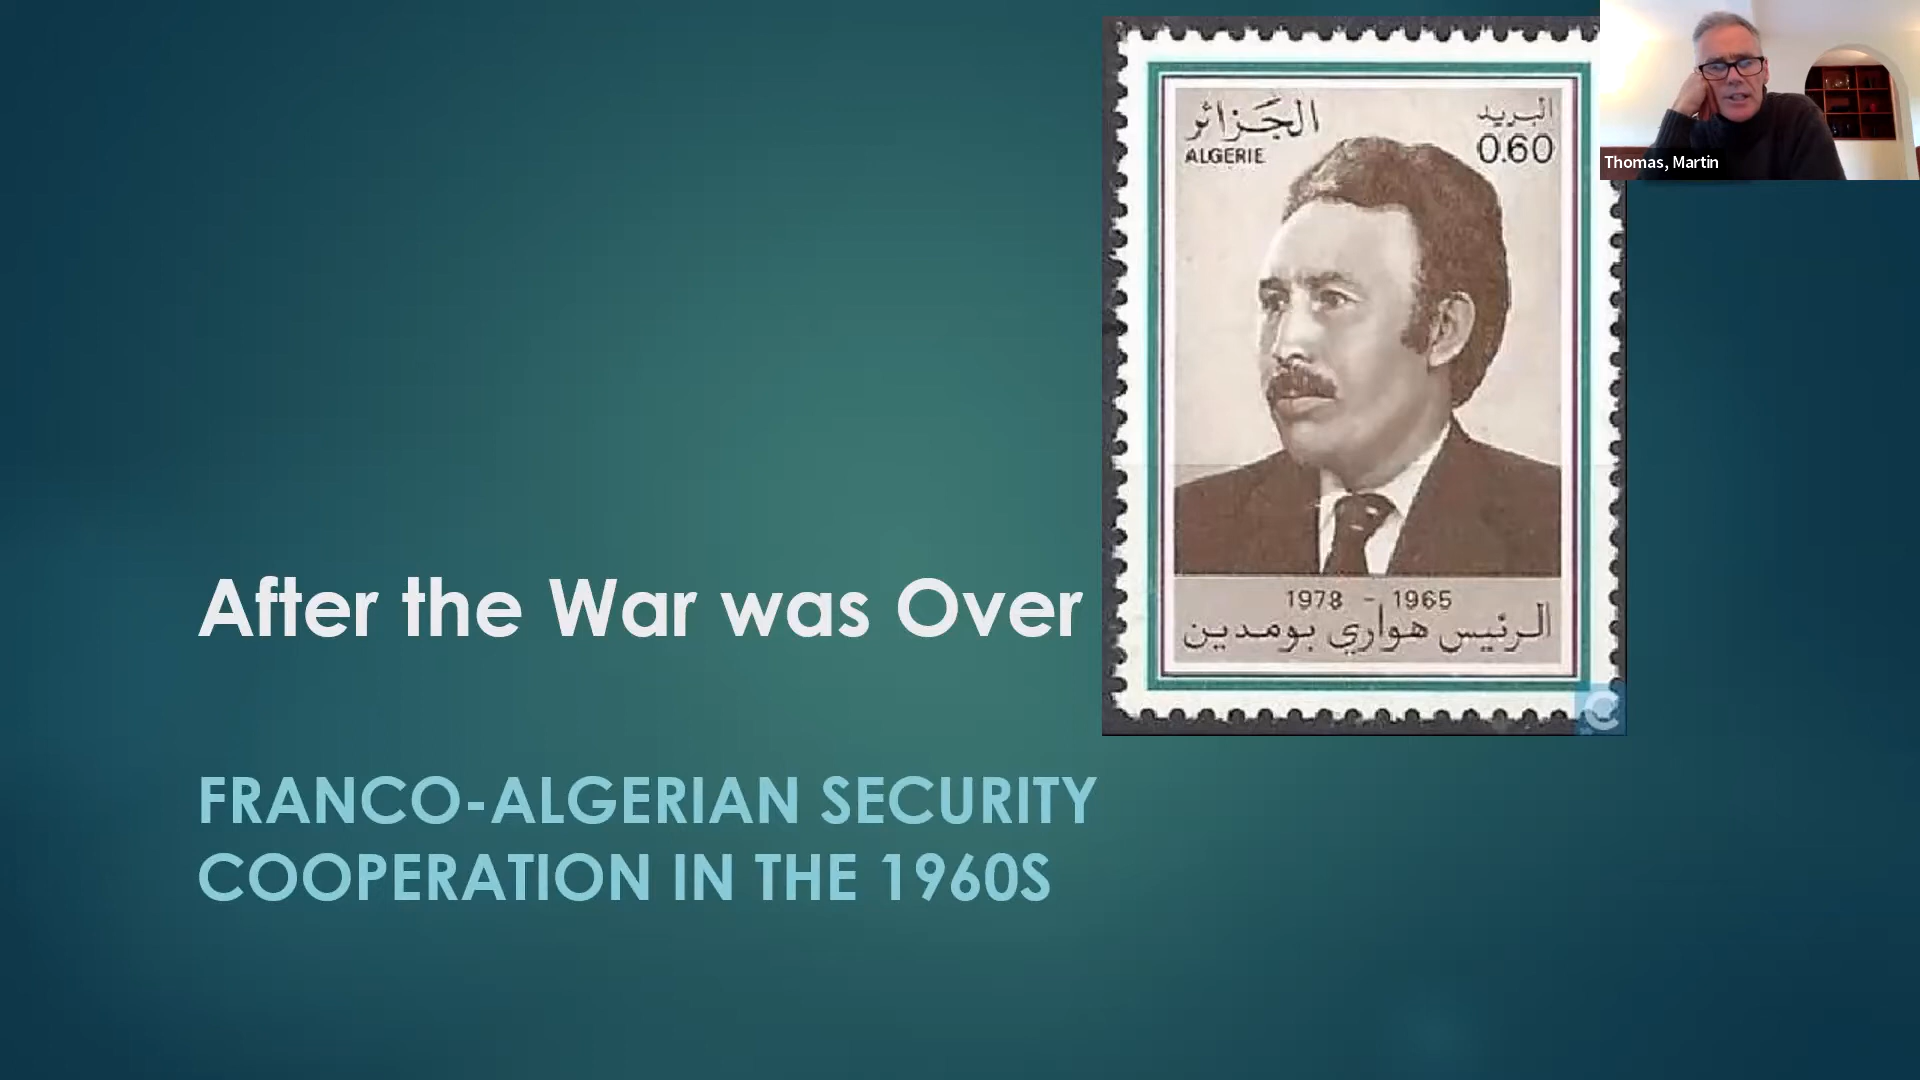 الجزائر
ALGERIE
البريد
0.60
1978 - 1965
الرئيس هواري بومدين
Thomas, Martin
After the War was Over
FRANCO-ALGERIAN SECURITY
COOPERATION IN THE 1960S